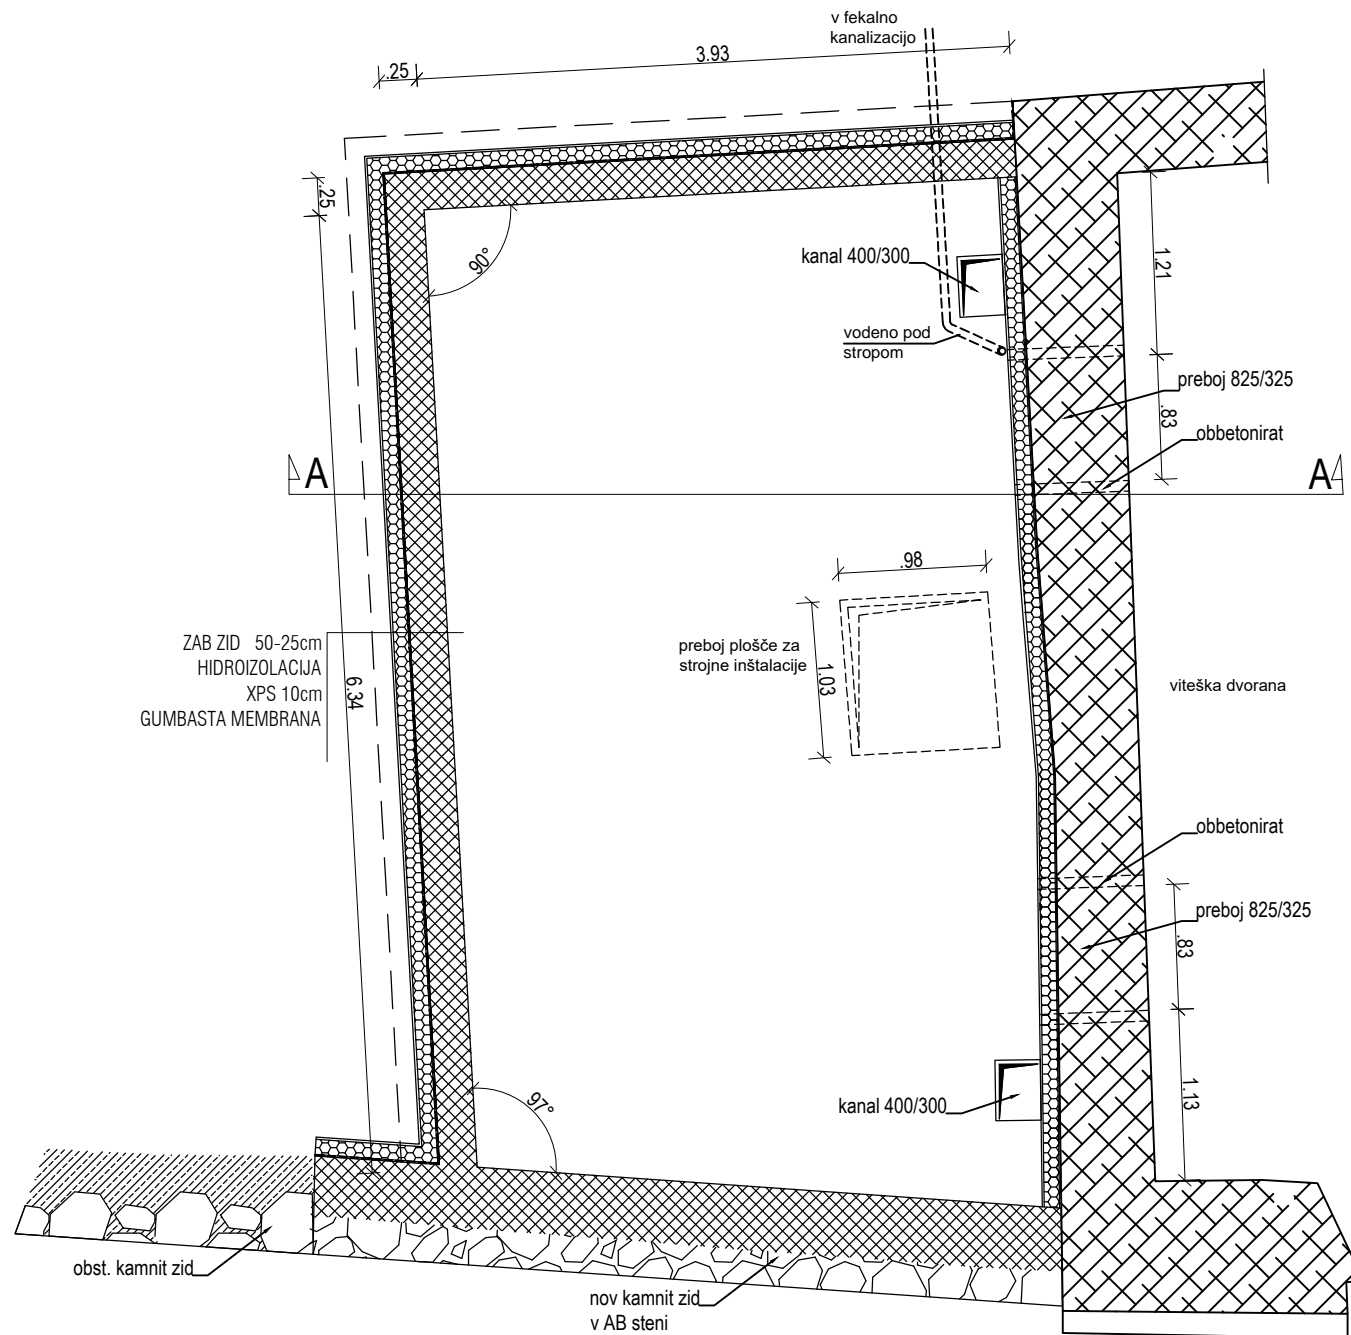 v fekalno
kanalizacijo
.25
3.93
.25
90°
kanal 400/300
vodeno pod
stropom
1.21
preboj 825/325
.83
obbetonirat
A
A
.98
1.03
preboj plošče za
strojne inštalacije
ZAB ZID 50-25cm
HIDROIZOLACIJA
XPS 10cm
GUMBASTA MEMBRANA
6.34
viteška dvorana
obbetonirat
preboj 825/325
.83
97°
kanal 400/300
1.13
obst. kamnit zid
nov kamnit zid
v AB steni